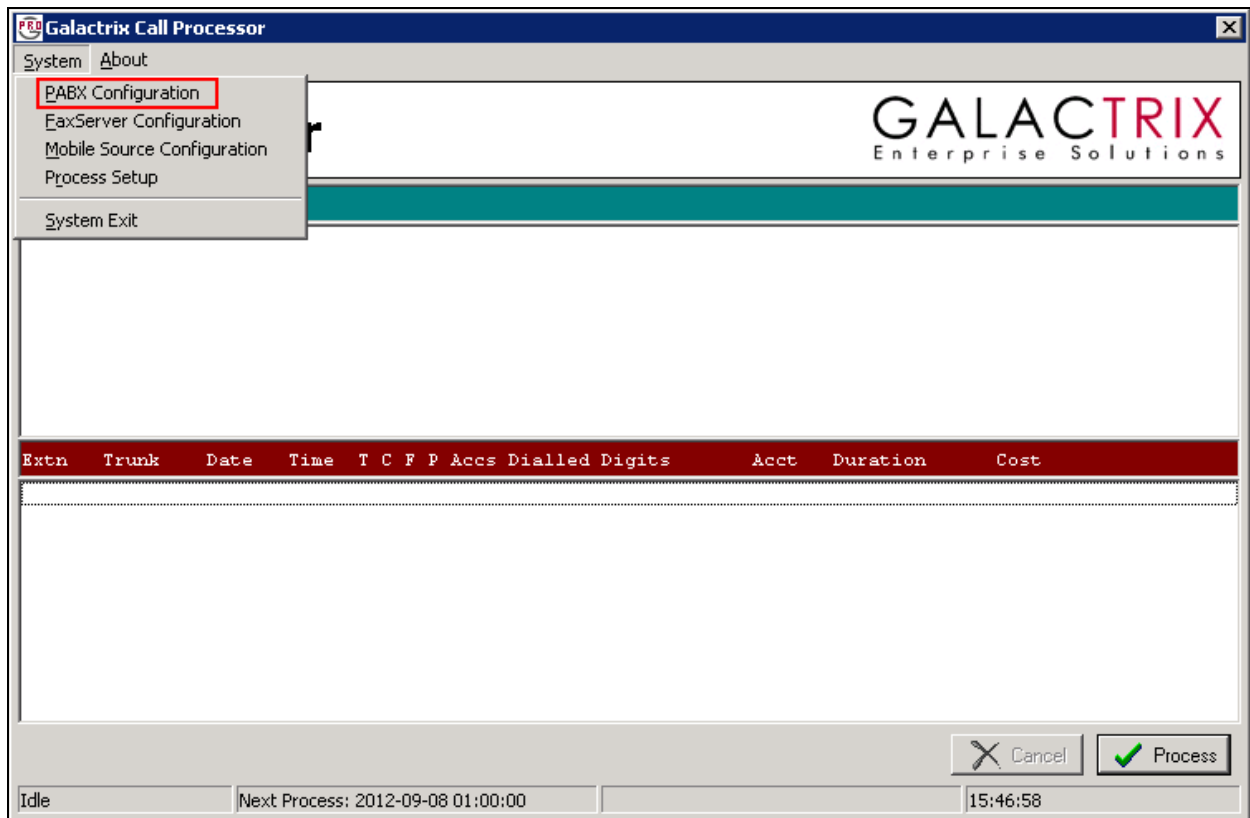 PRO Galactrix Call Processor
System About
PABX Configuration
FaxServer Configuration
Mobile Source Configuration
Process Setup
System Exit
r
GALACTRIX
Enterprise Solutions
Extn Trunk Date Time T C F P Accs Dialled Digits Acct Duration Cost
Cancel Process
Idle Next Process: 2012-09-08 01:00:00 15:46:58